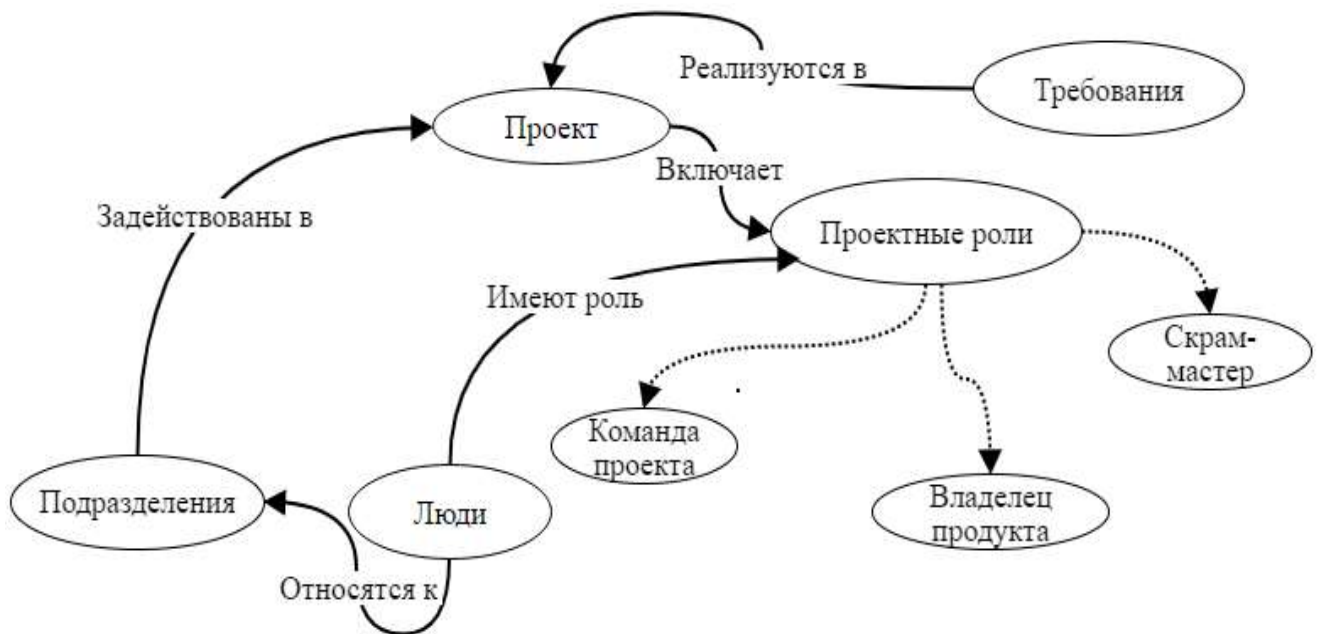 Реализуются в
Требования
Проект
Включает
Задействованы в
Проектные роли
Имеют роль
Скрам-
мастер
Команда
проекта
Подразделения
Люди
Владелец
продукта
Относятся к